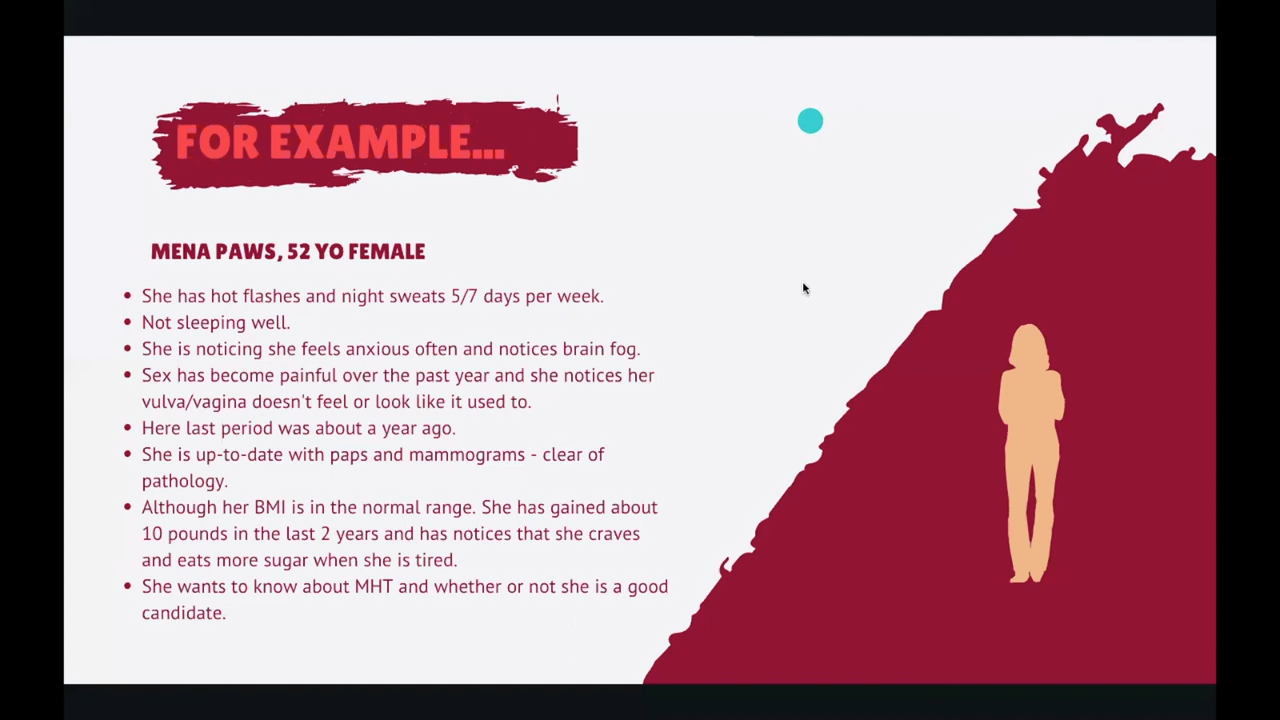 FOR EXAMPLE...
MENA PAWS, 52 YO FEMALE
• She has hot flashes and night sweats 5/7 days per week.
• Not sleeping well.
• She is noticing she feels anxious often and notices brain fog.
• Sex has become painful over the past year and she notices her
vulva/vagina doesn't feel or look like it used to.
• Here last period was about a year ago.
• She is up-to-date with paps and mammograms - clear of
pathology.
• Although her BMI is in the normal range. She has gained about
10 pounds in the last 2 years and has notices that she craves
and eats more sugar when she is tired.
• She wants to know about MHT and whether or not she is a good
candidate.